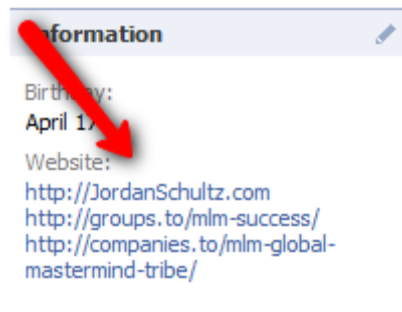 Information
Birthday:
April
Website:
http://JordanSchultz.com
http://groups.to/mlm-success/
http://companies.to/mlm-global-
mastermind-tribe/